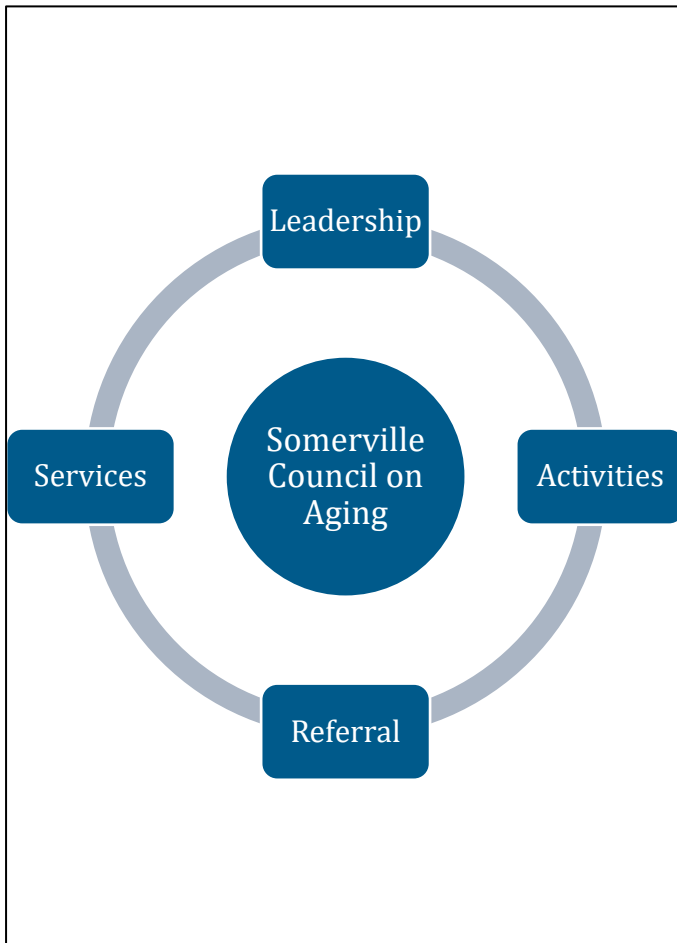 Leadership
Services
Somerville
Council on
Aging
Activities
Referral